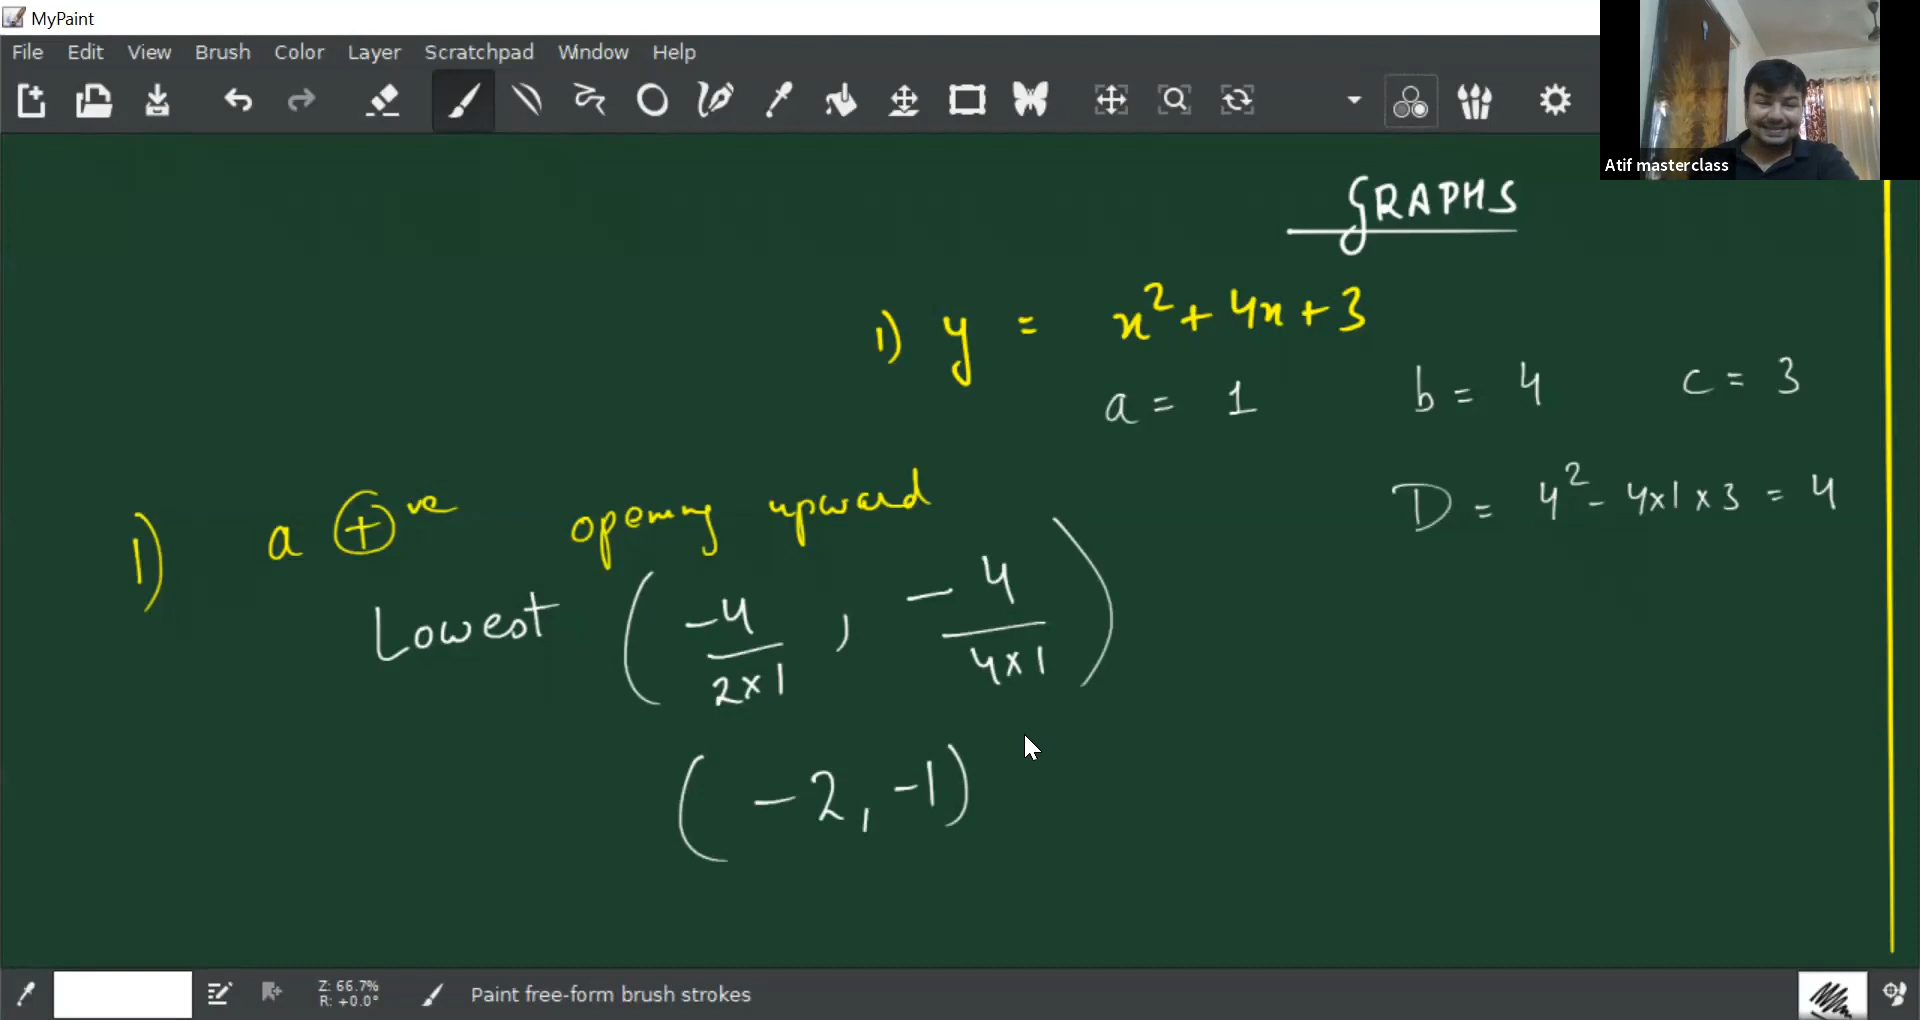 MyPaint
File Edit View Brush Color Layer Scratchpad Window Help
Atif masterclass
GRAPHS
1) y = x² + 4x + 3
a = 1 b = 4 c = 3
D = 4² - 4x1 x 3 = 4
1) a (+)ve opening upward
Lowest ( -4/2x1 , -4/4x1 )
( -2, -1 )
Z: 66.7%
R: +0.0°
Paint free-form brush strokes